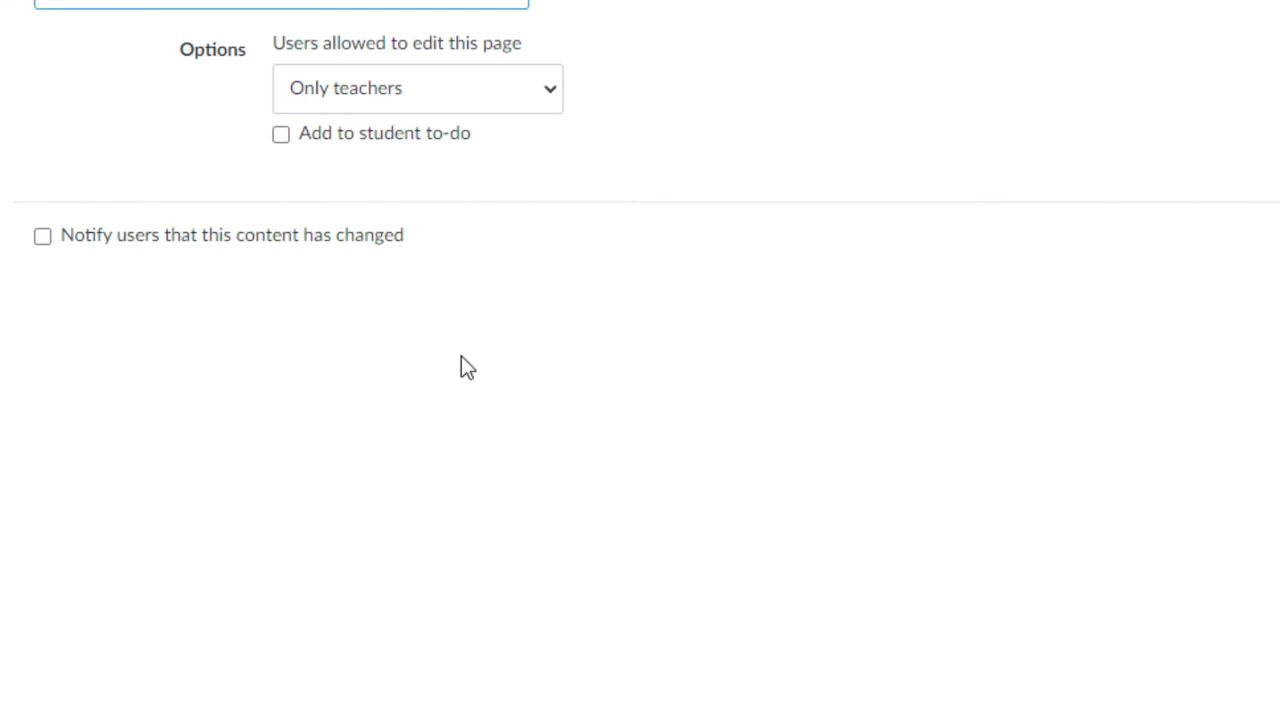 Options
Users allowed to edit this page
Only teachers
Add to student to-do
Notify users that this content has changed